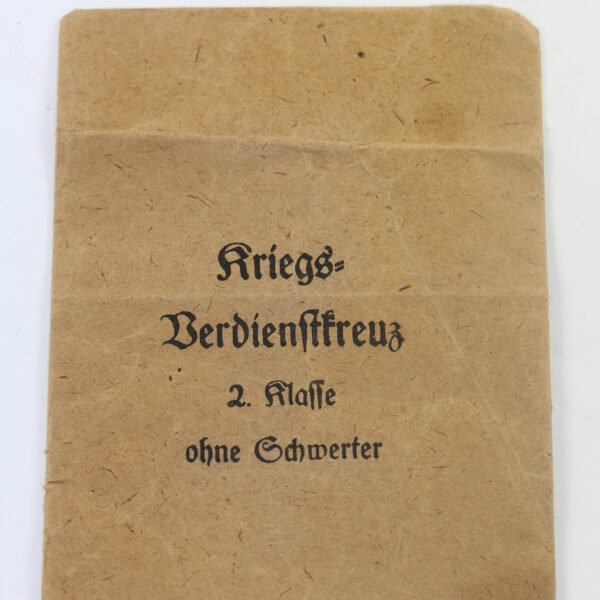 Kriegs-
Verdienſtkreuz
2. Klaſſe
ohne Schwerter